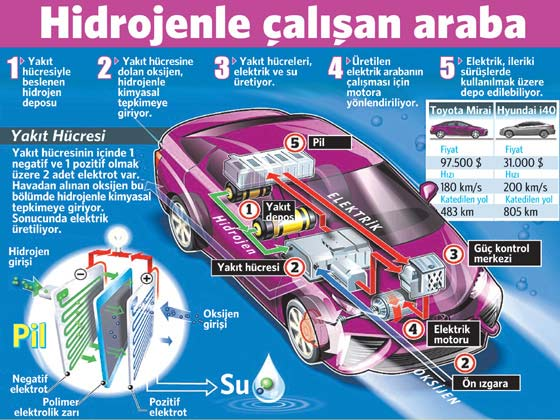 Hidrojenle çalışan araba
1 Yakıt
hücresiyle
beslenen
hidrojen
deposu
2 Yakıt hücresine
dolan oksijen,
hidrojenle
kimyasal
tepkimeye
giriyor.
3 Yakıt hücreleri,
elektrik ve su
üretiyor.
4 Üretilen
elektrik arabanın
çalışması için
motora
yönlendiriliyor.
5 Elektrik, ileriki
sürüşlerde
kullanılmak üzere
depo edilebiliyor.
Toyota Mirai
Fiyat
97.500 $
Hızı
180 km/s
Katedilen yol
483 km
Hyundai i40
Fiyat
31.000 $
Hızı
200 km/s
Katedilen yol
805 km
Yakıt Hücresi
Yakıt hücresinin içinde 1
negatif ve 1 pozitif olmak
üzere 2 adet elektrot var.
Havadan alınan oksijen bu
bölümde hidrojenle kimyasal
tepkimeye giriyor.
Sonucunda elektrik
üretiliyor.
5 Pil
1 Yakıt
depos
ELEKTRİK
Hidrojen
Yakıt hücresi 2
3 Güç kontrol
merkezi
4 Elektrik
motoru
2
Ön ızgara
OKSİJEN
Hidrojen
girişi
- +
Oksijen
girişi
Pil
Negatif
elektrot
Polimer
elektrolik zarı
Pozitif
elektrot
Su